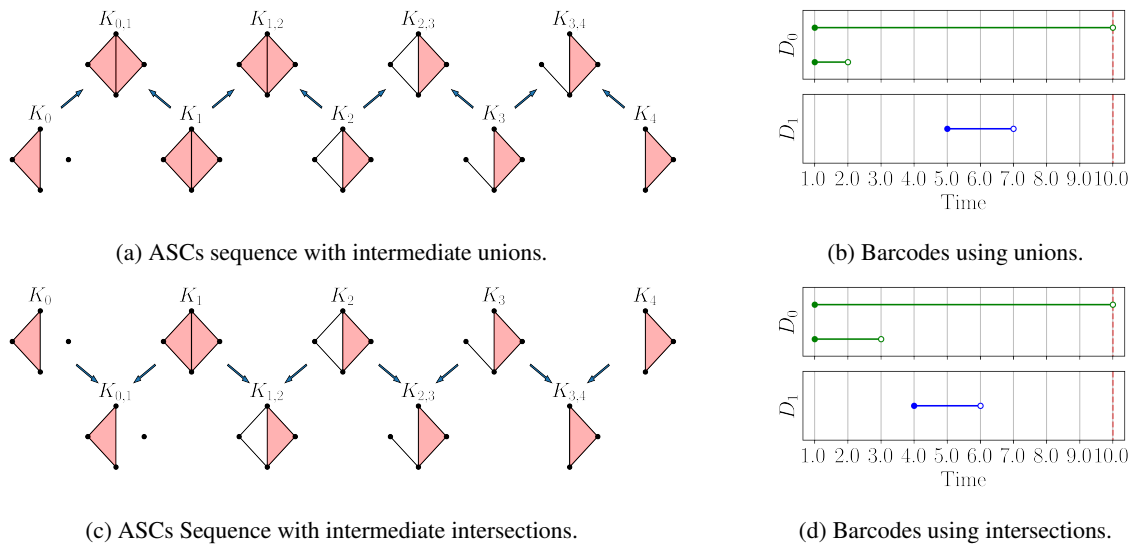 K_{0,1} K_{1,2} K_{2,3} K_{3,4}
K_0 K_1 K_2 K_3 K_4
(a) ASCs sequence with intermediate unions.
D_0
D_1
1.0 2.0 3.0 4.0 5.0 6.0 7.0 8.0 9.0 10.0
Time
(b) Barcodes using unions.
K_0 K_1 K_2 K_3 K_4
K_{0,1} K_{1,2} K_{2,3} K_{3,4}
(c) ASCs Sequence with intermediate intersections.
D_0
D_1
1.0 2.0 3.0 4.0 5.0 6.0 7.0 8.0 9.0 10.0
Time
(d) Barcodes using intersections.